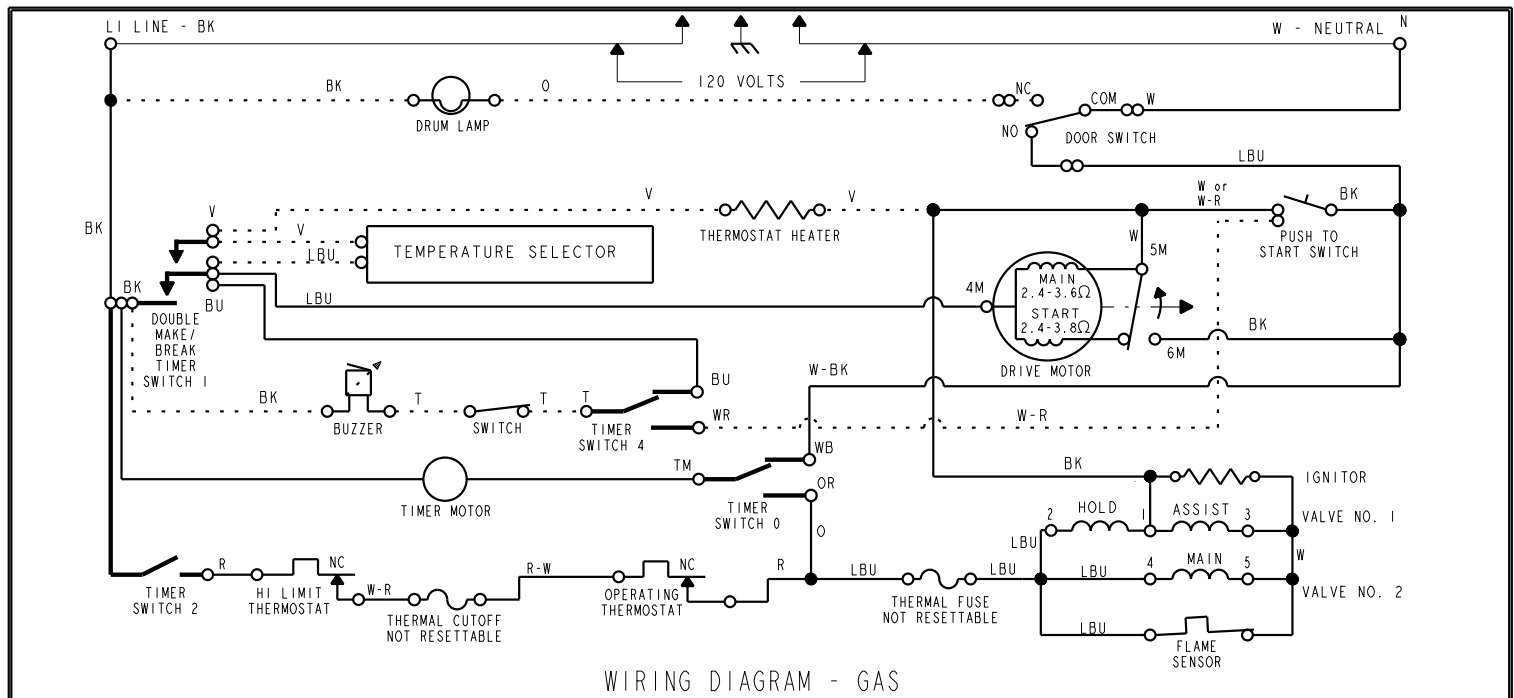 L1 LINE - BK
W - NEUTRAL
N
120 VOLTS
BK
O
DRUM LAMP
NC
COM
W
NO
DOOR SWITCH
LBU
BK
V
V
V
V
W or
W-R
BK
THERMOSTAT HEATER
PUSH TO
START SWITCH
TEMPERATURE SELECTOR
LBU
W
5M
BK
BU
LBU
4M
MAIN
2.4-3.6Ω
START
2.4-3.8Ω
BK
6M
DRIVE MOTOR
DOUBLE
MAKE/
BREAK
TIMER
SWITCH 1
BK
BUZZER
T
SWITCH
T
T
TIMER
SWITCH 4
BU
WR
W-BK
W-R
TIMER MOTOR
TM
WB
OR
TIMER
SWITCH 0
O
BK
IGNITOR
2
HOLD
1
ASSIST
3
VALVE NO. 1
LBU
W
TIMER
SWITCH 2
R
HI LIMIT
THERMOSTAT
NC
W-R
THERMAL CUTOFF
NOT RESETTABLE
R-W
OPERATING
THERMOSTAT
NC
R
LBU
THERMAL FUSE
NOT RESETTABLE
LBU
LBU
4
MAIN
5
VALVE NO. 2
LBU
FLAME
SENSOR
WIRING DIAGRAM - GAS